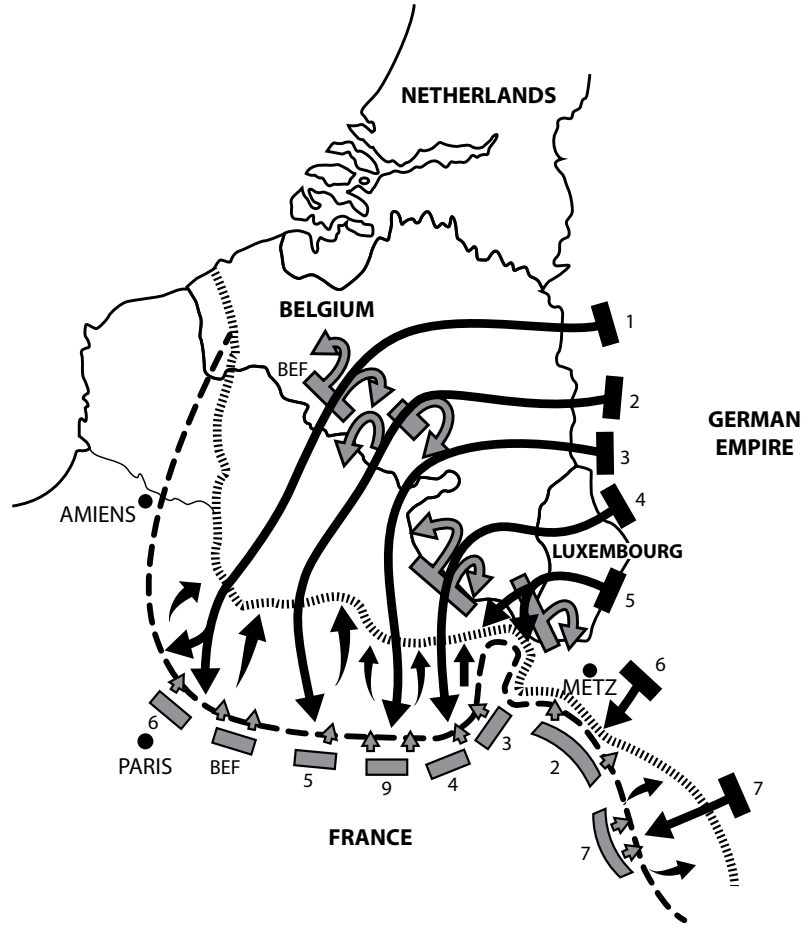 NETHERLANDS
BELGIUM
1
BEF
2
GERMAN
EMPIRE
3
4
AMIENS
LUXEMBOURG
5
6
METZ
6
PARIS
BEF
5
9
4
3
2
7
FRANCE
7